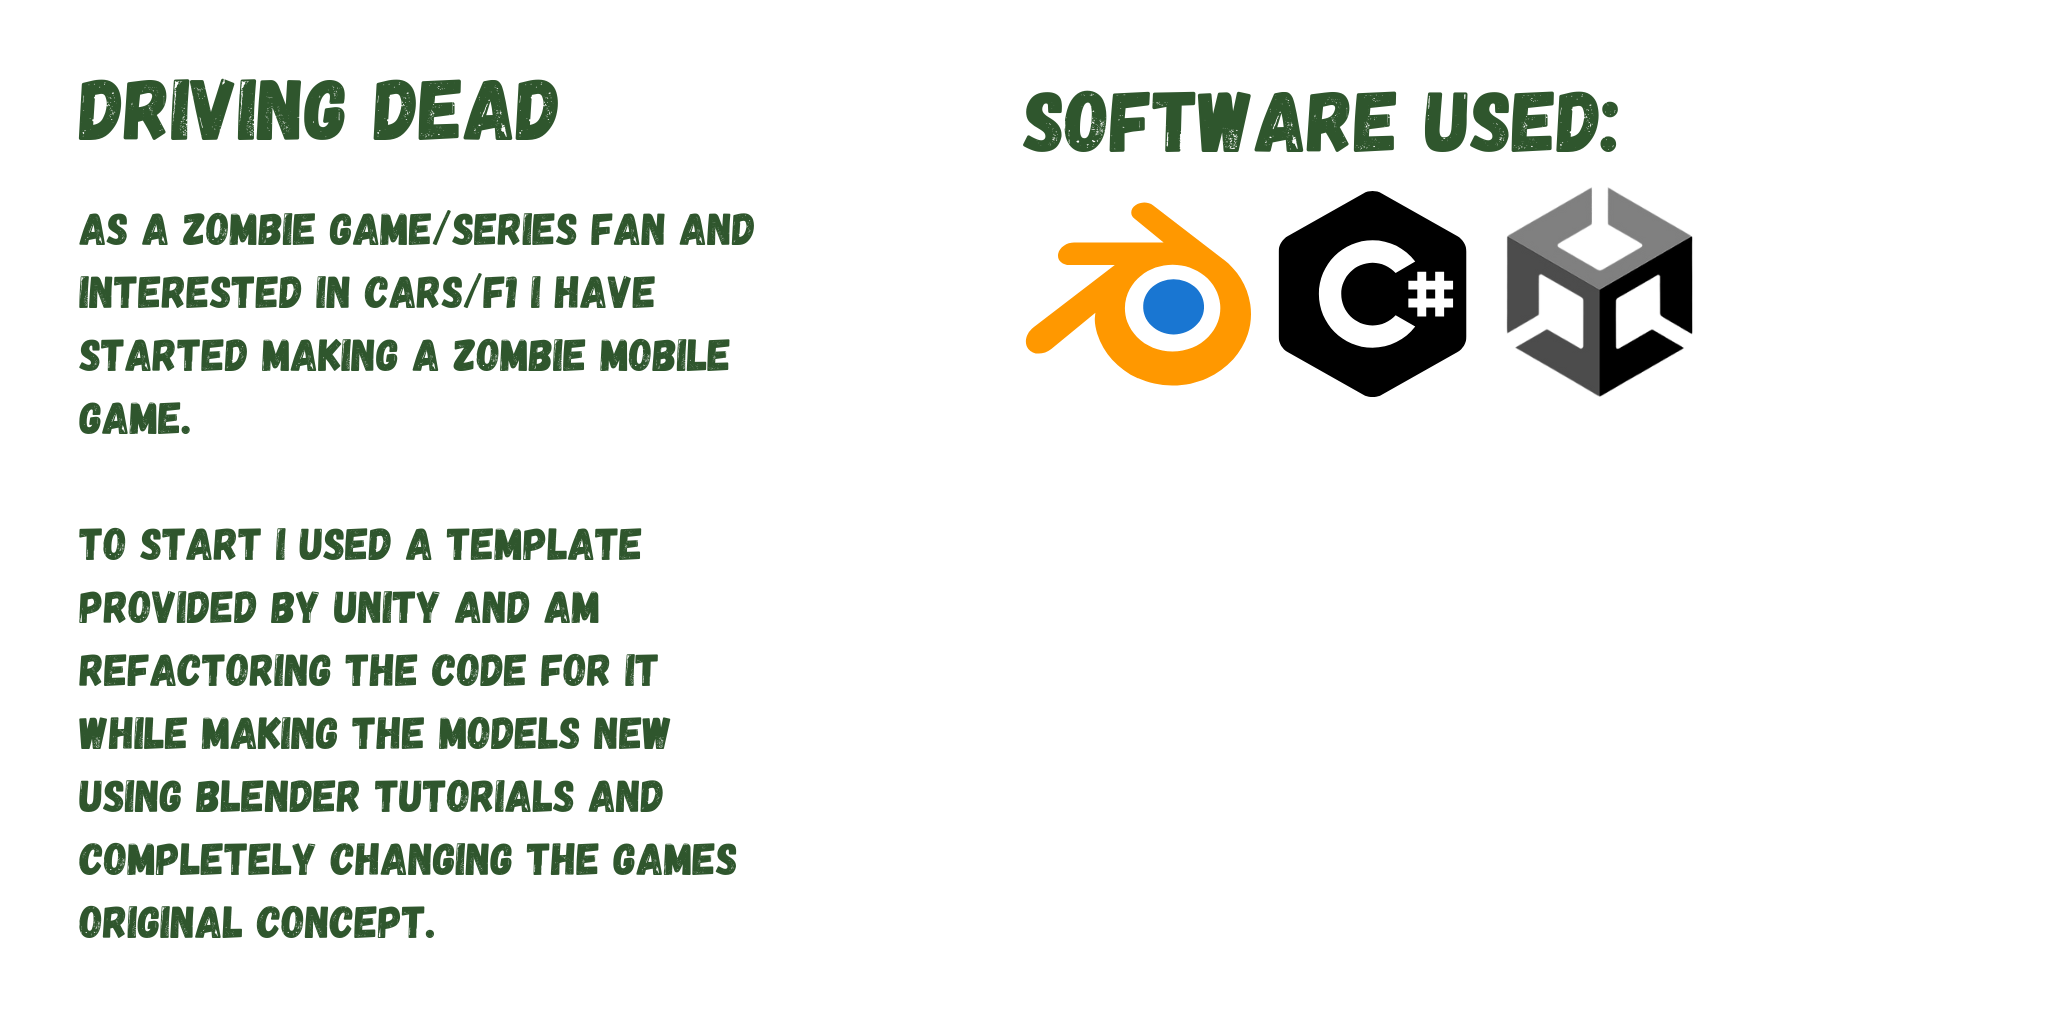 DRIVING DEAD
AS A ZOMBIE GAME/SERIES FAN AND
INTERESTED IN CARS/F1 I HAVE
STARTED MAKING A ZOMBIE MOBILE
GAME.
TO START I USED A TEMPLATE
PROVIDED BY UNITY AND AM
REFACTORING THE CODE FOR IT
WHILE MAKING THE MODELS NEW
USING BLENDER TUTORIALS AND
COMPLETELY CHANGING THE GAMES
ORIGINAL CONCEPT.
SOFTWARE USED:
C#